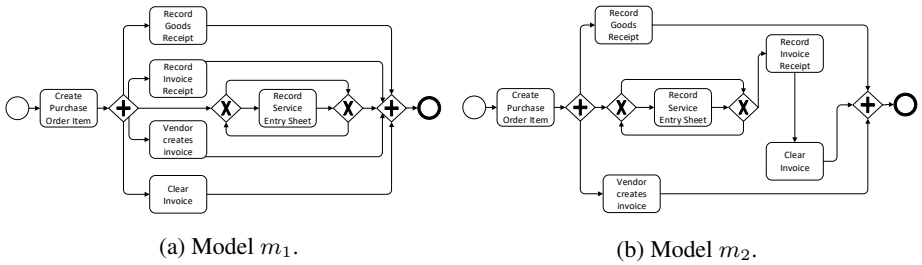 Record
Goods
Receipt
Record
Invoice
Receipt
Create
Purchase
Order Item
Record
Service
Entry Sheet
Vendor
creates
invoice
Clear
Invoice
X
X
(a) Model m₁.
Record
Goods
Receipt
Record
Invoice
Receipt
Create
Purchase
Order Item
Record
Service
Entry Sheet
X
X
Clear
Invoice
Vendor
creates
invoice
(b) Model m₂.